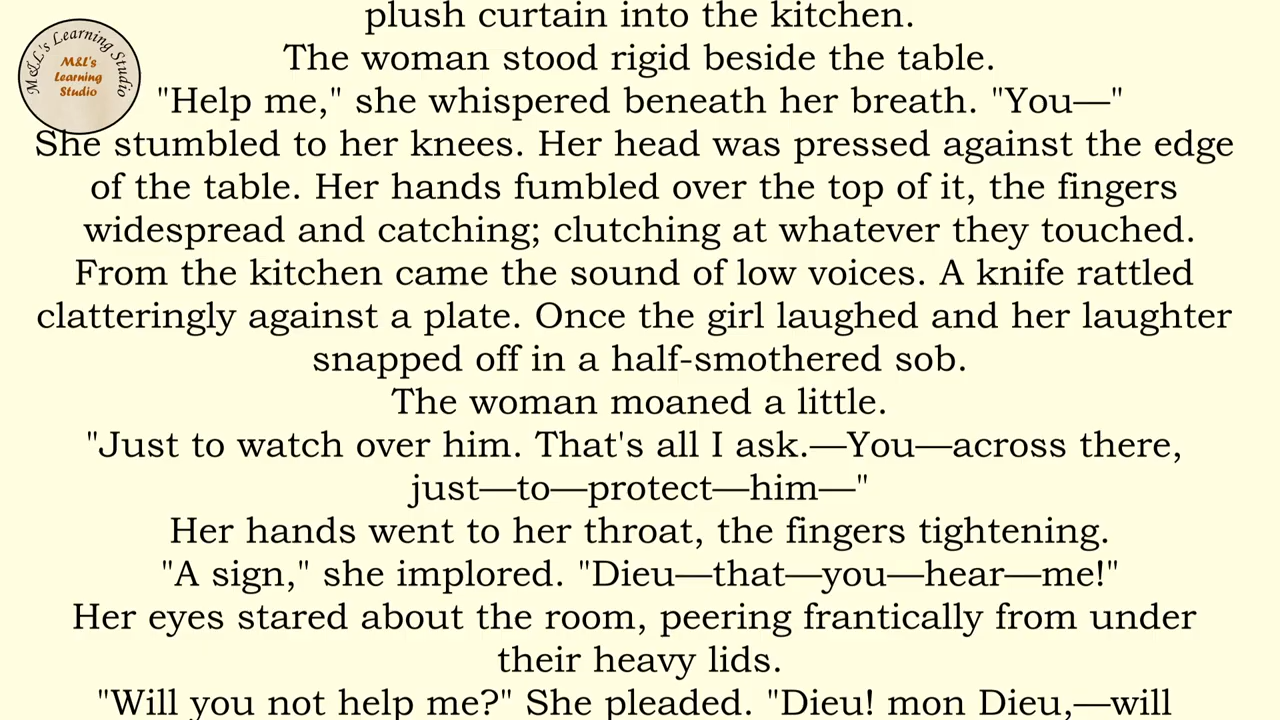 plush curtain into the kitchen.
The woman stood rigid beside the table.
"Help me," she whispered beneath her breath. "You—"
She stumbled to her knees. Her head was pressed against the edge
of the table. Her hands fumbled over the top of it, the fingers
widespread and catching; clutching at whatever they touched.
From the kitchen came the sound of low voices. A knife rattled
clatteringly against a plate. Once the girl laughed and her laughter
snapped off in a half-smothered sob.
The woman moaned a little.
"Just to watch over him. That's all I ask.—You—across there,
just—to—protect—him—"
Her hands went to her throat, the fingers tightening.
"A sign," she implored. "Dieu—that—you—hear—me!"
Her eyes stared about the room, peering frantically from under
their heavy lids.
"Will you not help me?" She pleaded. "Dieu! mon Dieu,—will
M&L's Learning Studio
M&L's
Learning
Studio